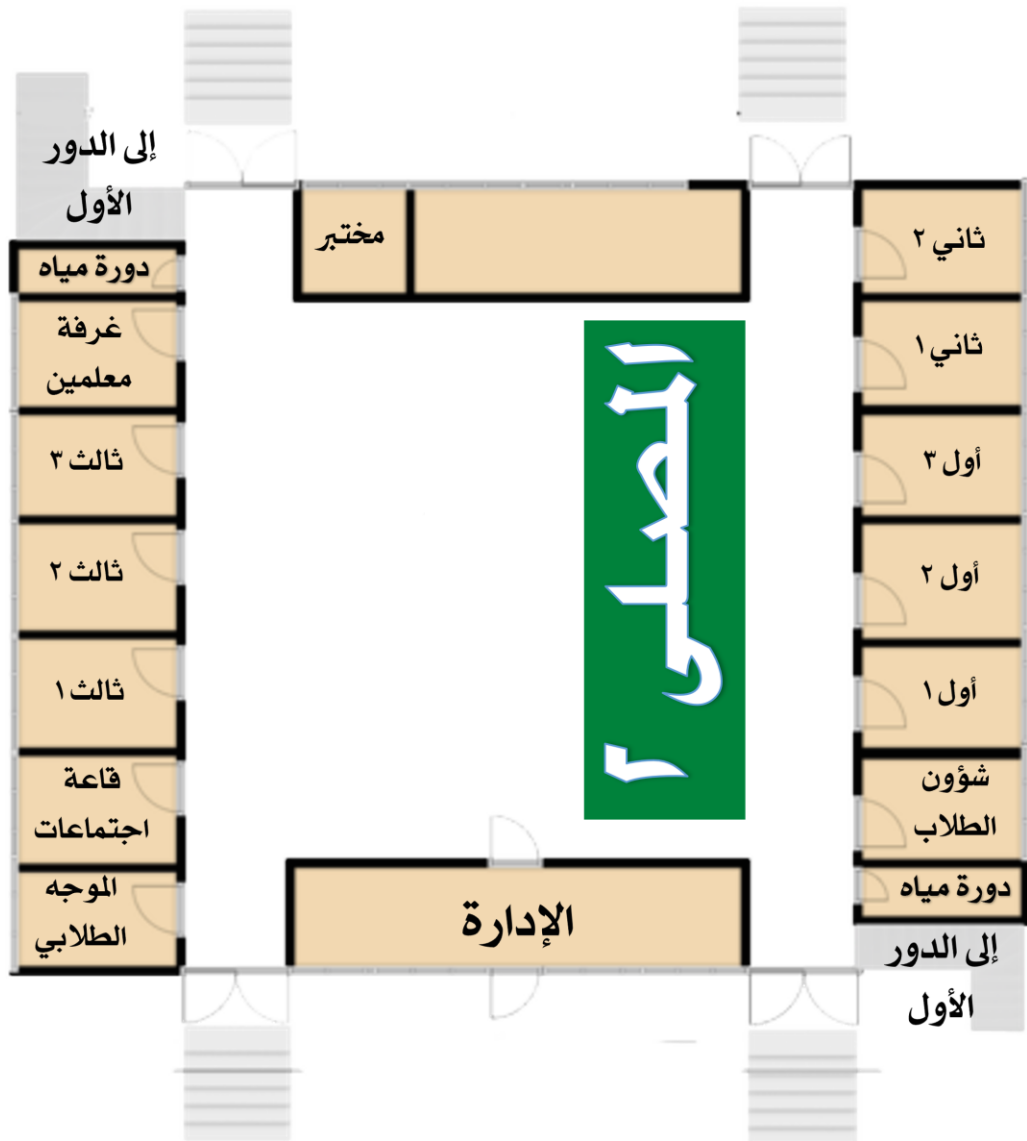 إلى الدور
الأول
دورة مياه
غرفة
معلمين
ثالث ٣
ثالث ٢
ثالث ١
قاعة
اجتماعات
الموجه
الطلابي
مختبر
المصلى ٢
الإدارة
ثاني ٢
ثاني ١
أول ٣
أول ٢
أول ١
شؤون
الطلاب
دورة مياه
إلى الدور
الأول